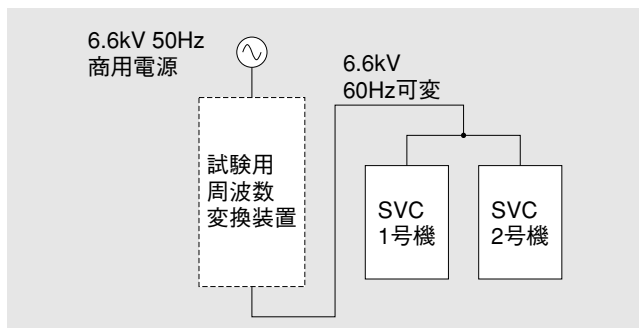 6.6kV 50Hz
商用電源
6.6kV
60Hz可変
試験用
周波数
変換装置
SVC
1号機
SVC
2号機